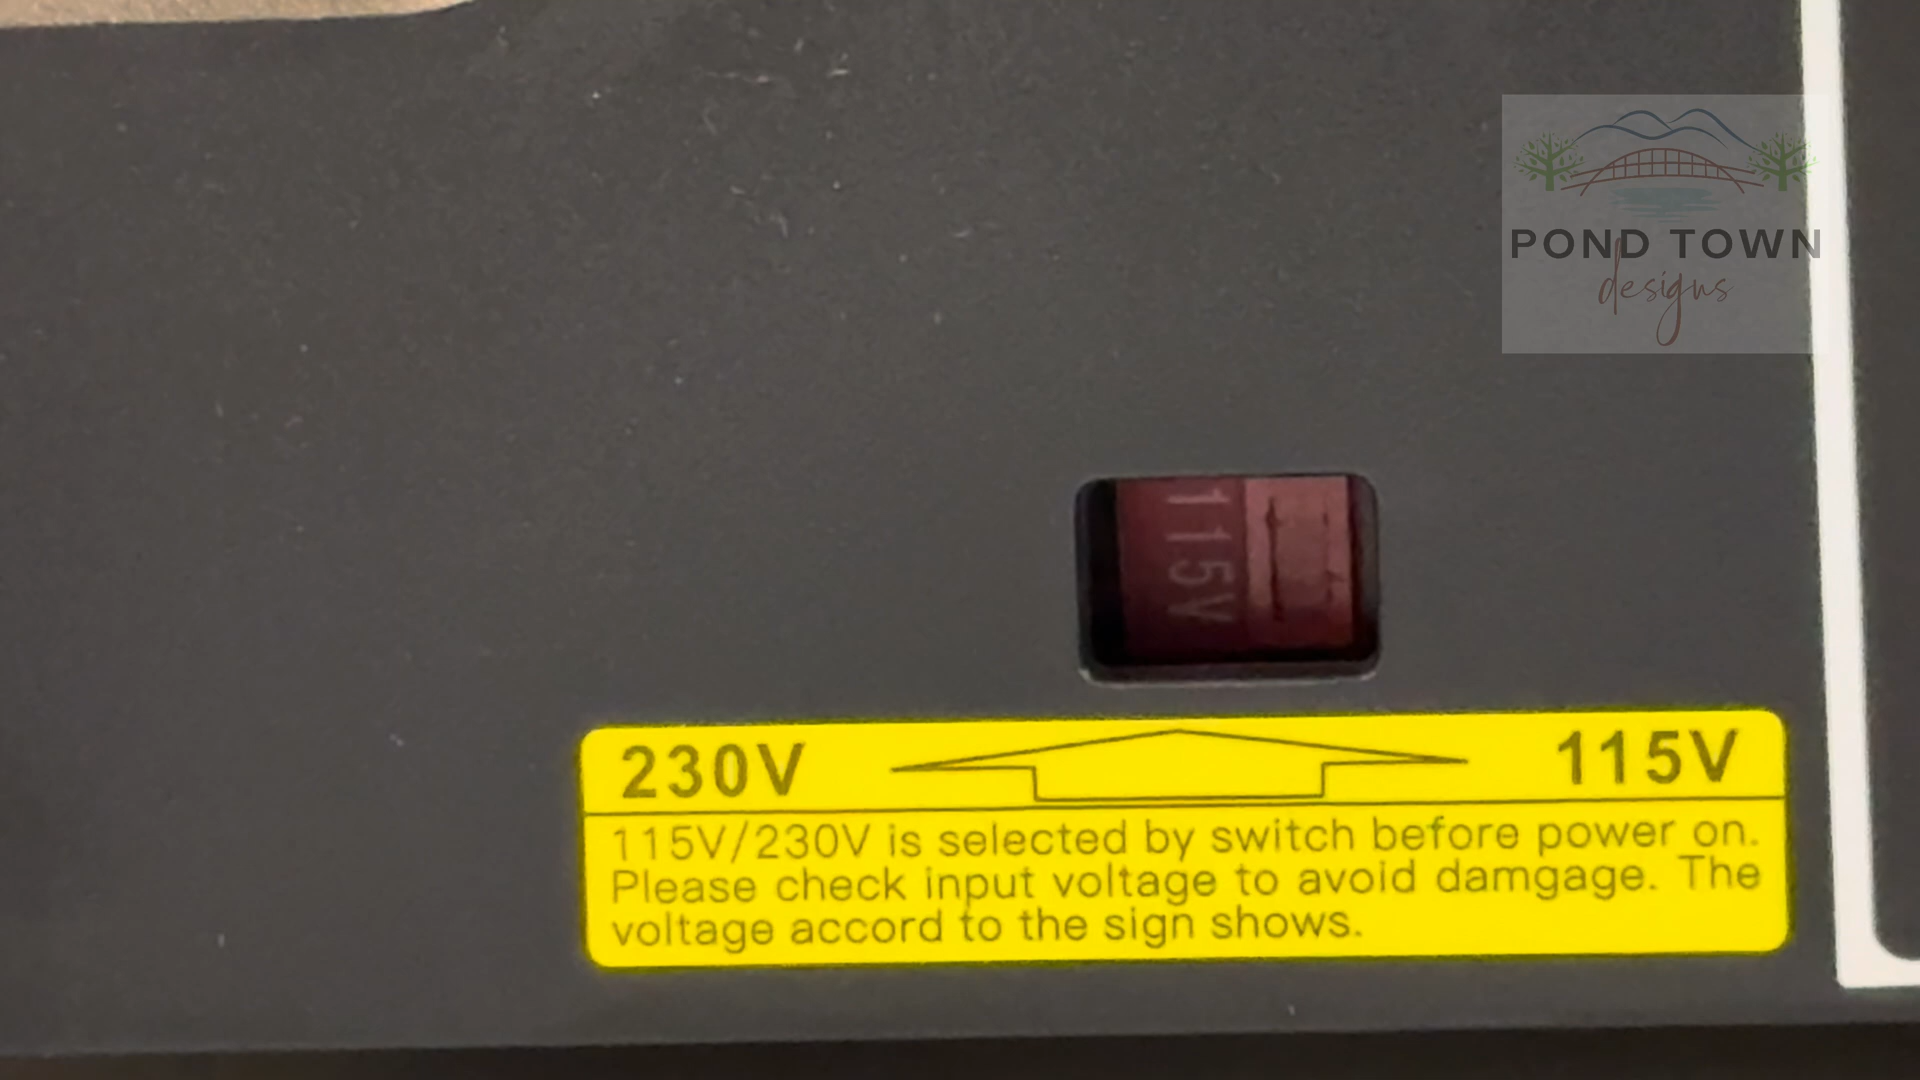 POND TOWN
designs
115V
230V 115V
115V/230V is selected by switch before power on.
Please check input voltage to avoid damgage. The
voltage accord to the sign shows.